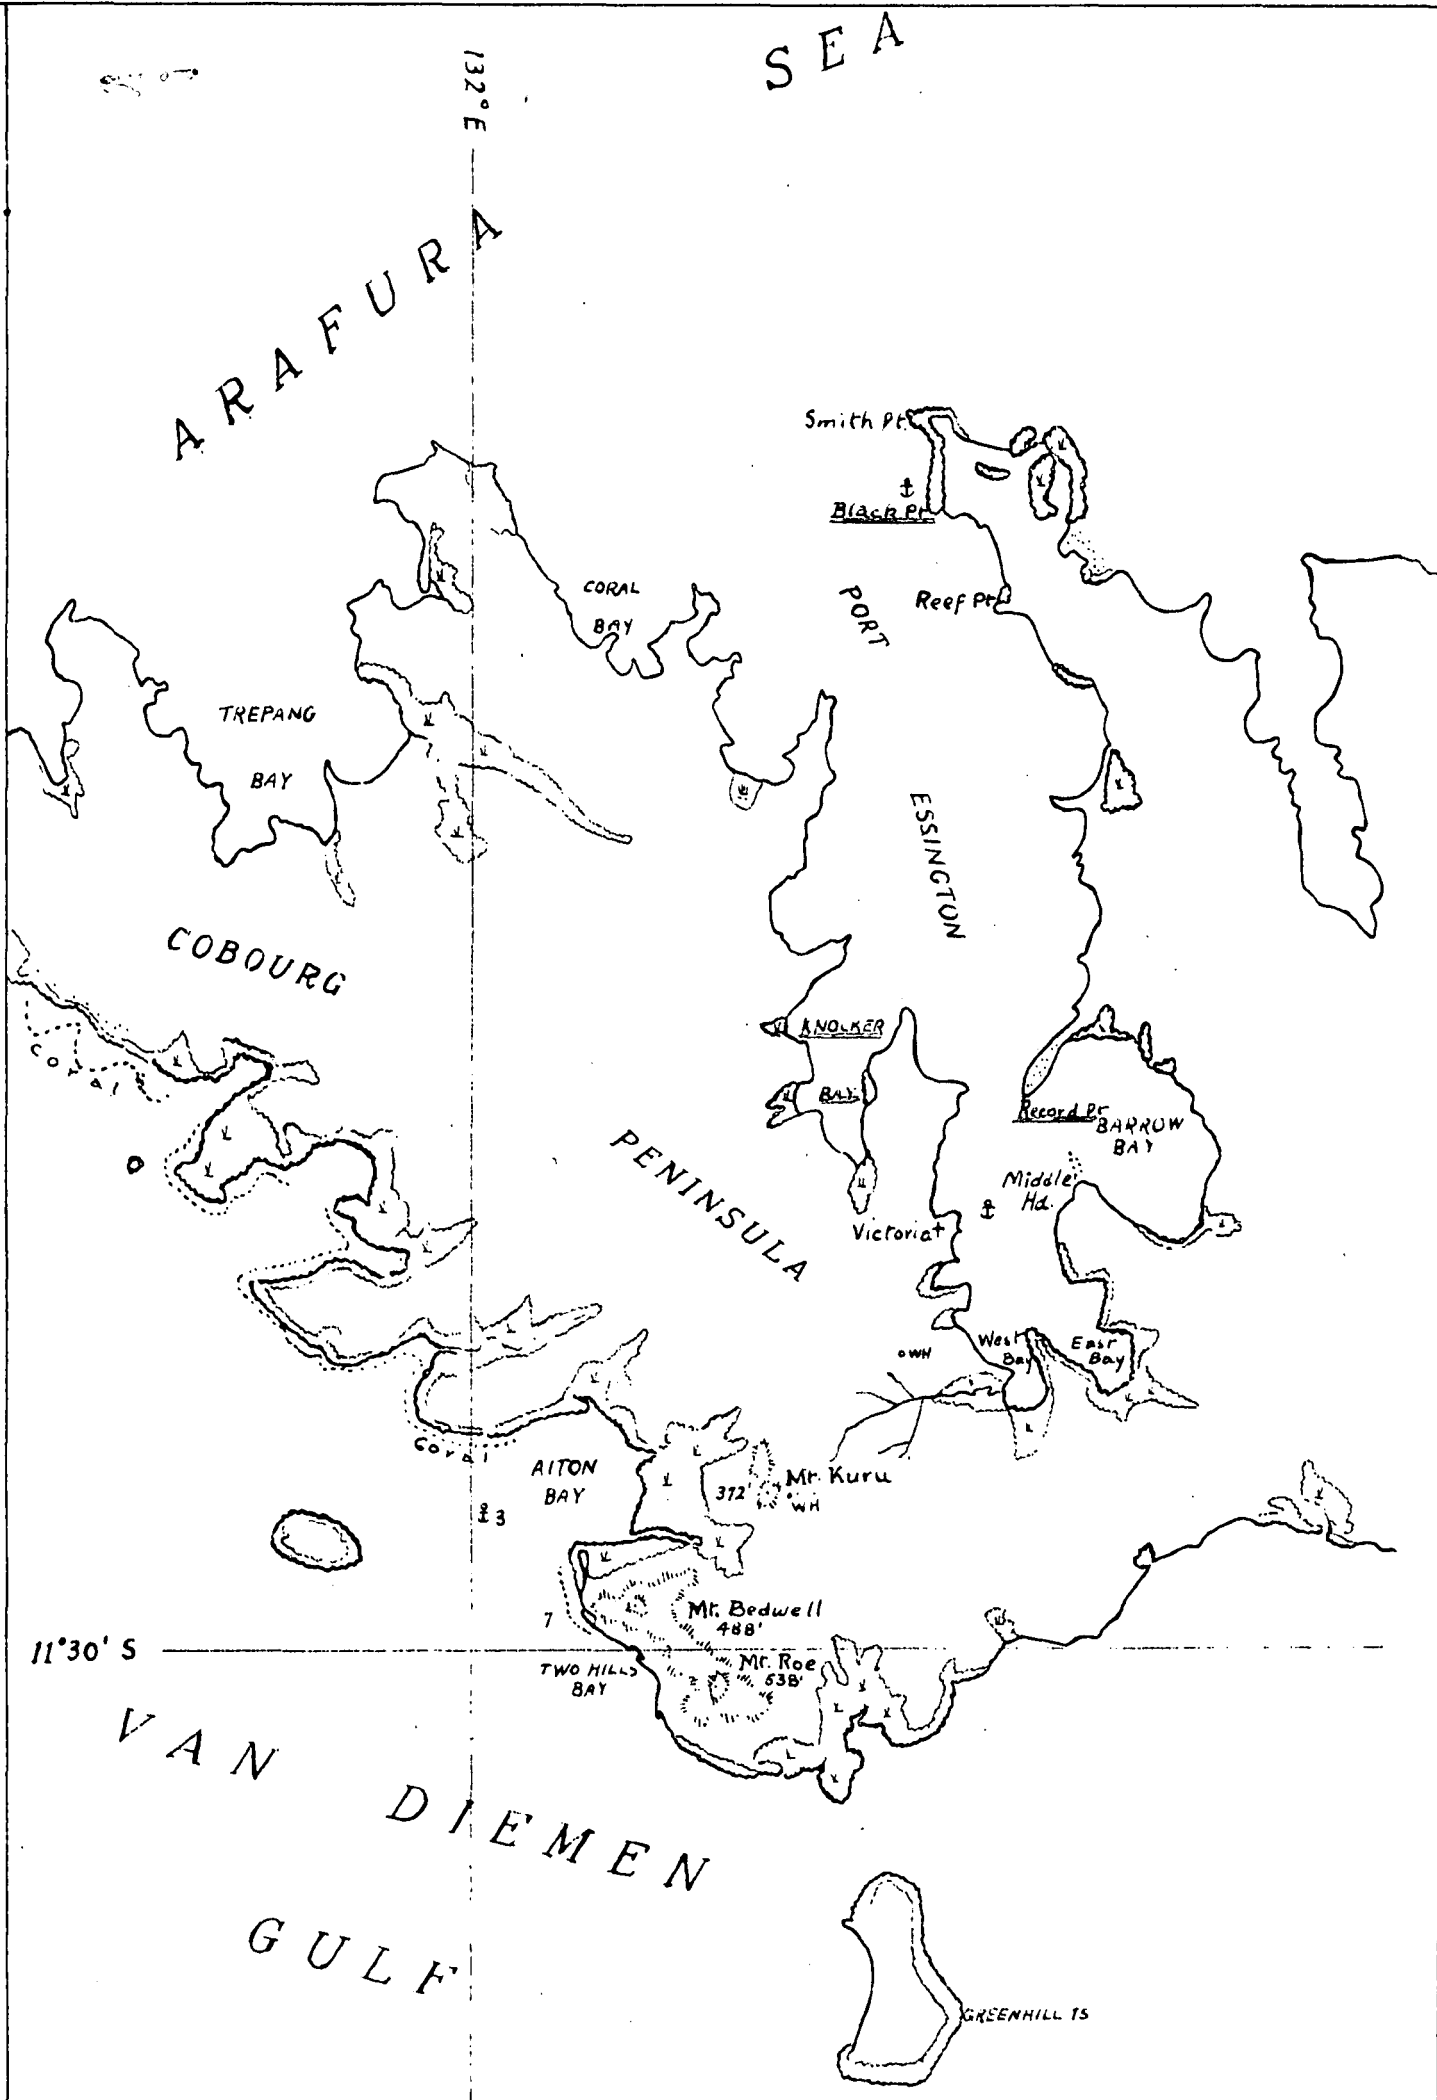 SEA
132° E
ARAFURA
Smith Pt.
Black Pt.
CORAL
BAY
PORT
Reef Pt.
TREPANG
BAY
ESSINGTON
COBOURG
Coral
KNOCKER
BAY
Record Pt.
BARROW
BAY
PENINSULA
Middle
Hd.
Victoria
West
Bay
East
Bay
WH
Coral
AITON
BAY
372'
Mt. Kuru
WH
3
Mt. Bedwell
488'
7
11°30' S
Mt. Roe
538'
TWO HILLS
BAY
VAN DIEMEN
GULF
GREENHILL IS